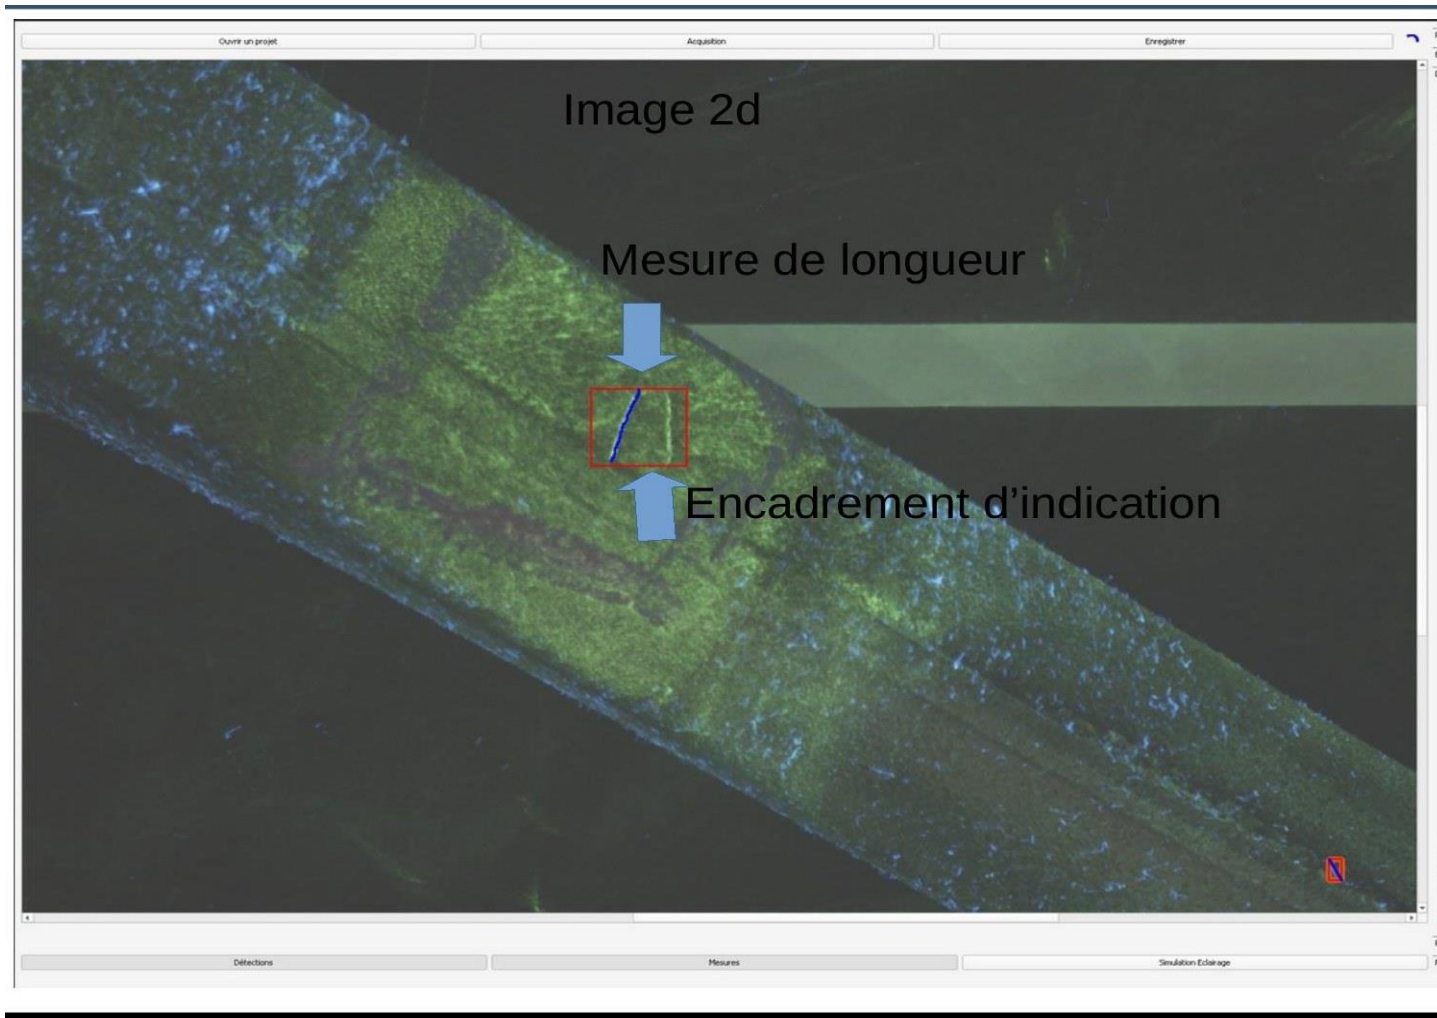 Ouvrir un projet
Acquisition
Enregistrer
Image 2d
Mesure de longueur
Encadrement d’indication
Détections
Mesures
Simulation Eclairage